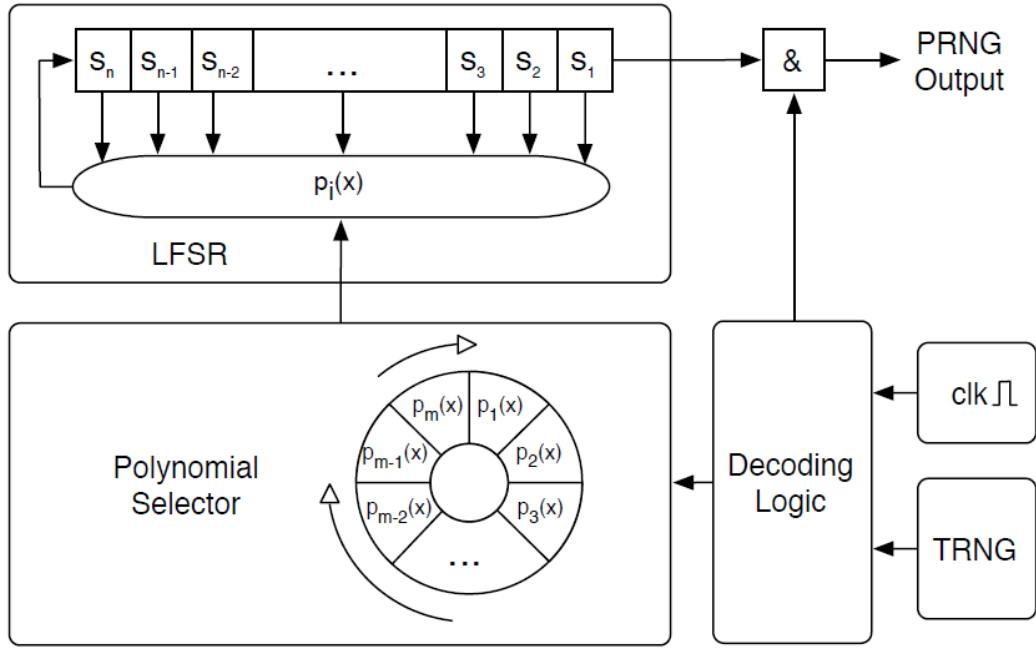 Sₙ Sₙ₋₁ Sₙ₋₂ ... S₃ S₂ S₁
&
PRNG
Output
pᵢ(x)
LFSR
Polynomial
Selector
pₘ(x) p₁(x)
pₘ₋₁(x) p₂(x)
pₘ₋₂(x) p₃(x)
...
Decoding
Logic
clk
TRNG